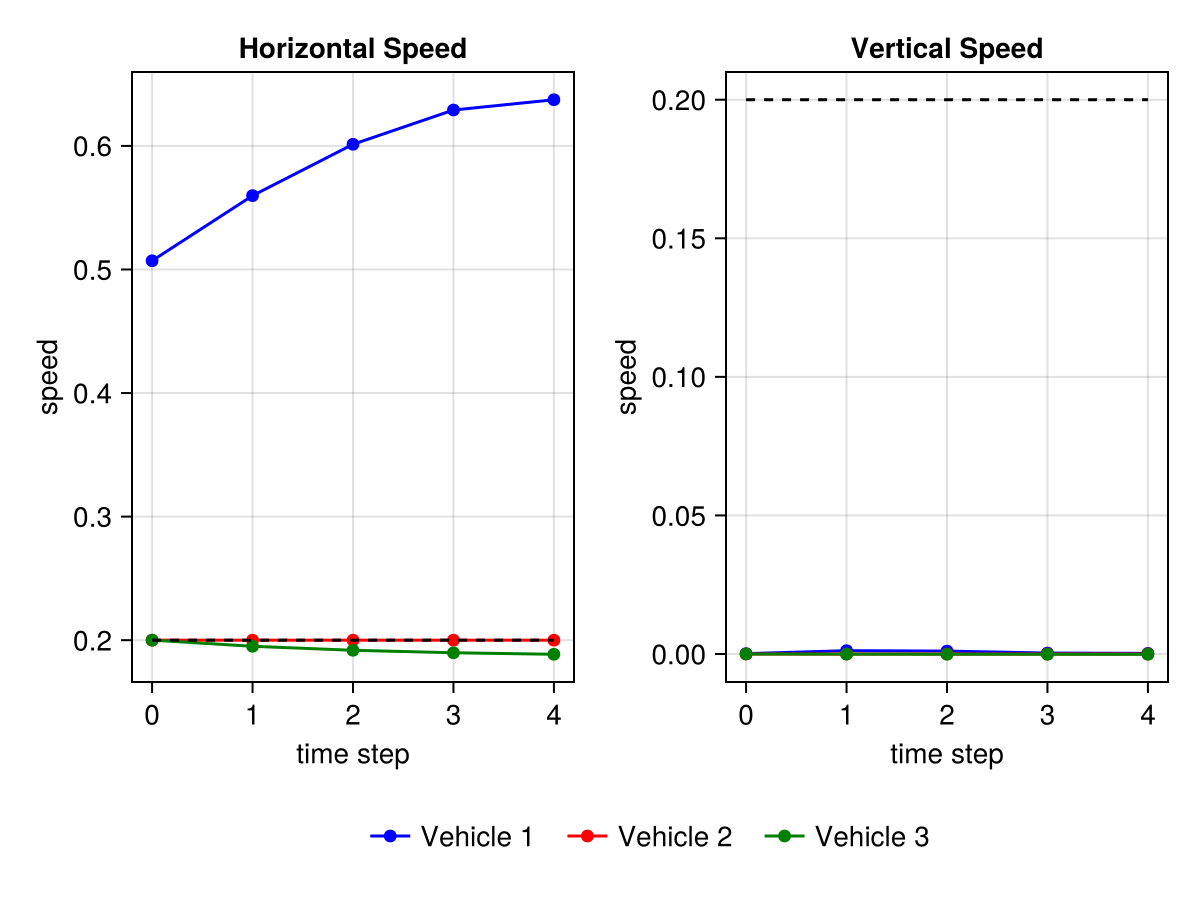 Horizontal Speed
0.6
0.5
0.4
0.3
0.2
speed
0 1 2 3 4
time step
Vertical Speed
0.20
0.15
0.10
0.05
0.00
speed
0 1 2 3 4
time step
Vehicle 1 Vehicle 2 Vehicle 3